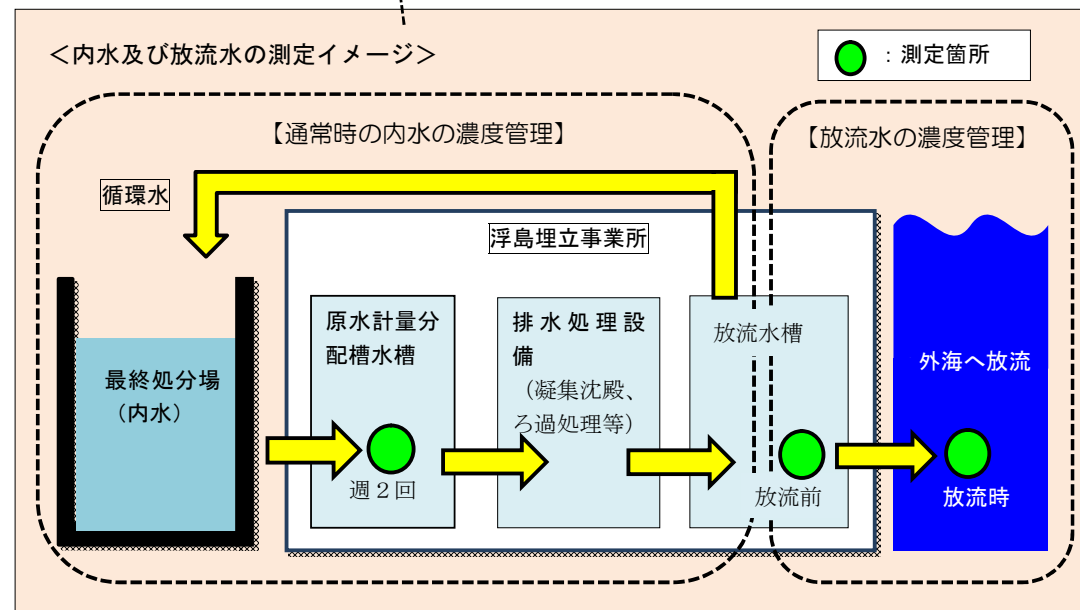 ＜内水及び放流水の測定イメージ＞
：測定箇所
【通常時の内水の濃度管理】
【放流水の濃度管理】
循環水
浮島埋立事業所
原水計量分
配槽水槽
排水処理設
備
（凝集沈殿、
ろ過処理等）
放流水槽
外海へ放流
最終処分場
（内水）
週２回
放流前
放流時